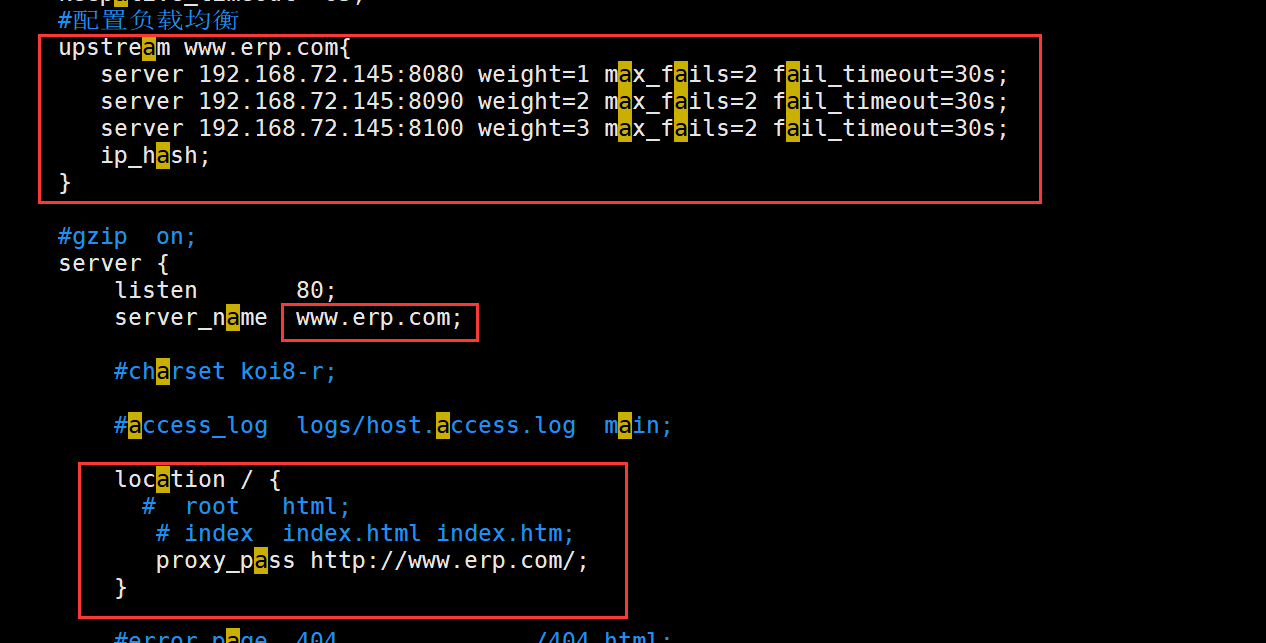 #配置负载均衡
upstream www.erp.com{
server 192.168.72.145:8080 weight=1 max_fails=2 fail_timeout=30s;
server 192.168.72.145:8090 weight=2 max_fails=2 fail_timeout=30s;
server 192.168.72.145:8100 weight=3 max_fails=2 fail_timeout=30s;
ip_hash;
}
#gzip  on;
server {
listen       80;
server_name  www.erp.com;
#charset koi8-r;
#access_log  logs/host.access.log  main;
location / {
#  root   html;
# index  index.html index.htm;
proxy_pass http://www.erp.com/;
}
#error_page  404              /404.html;